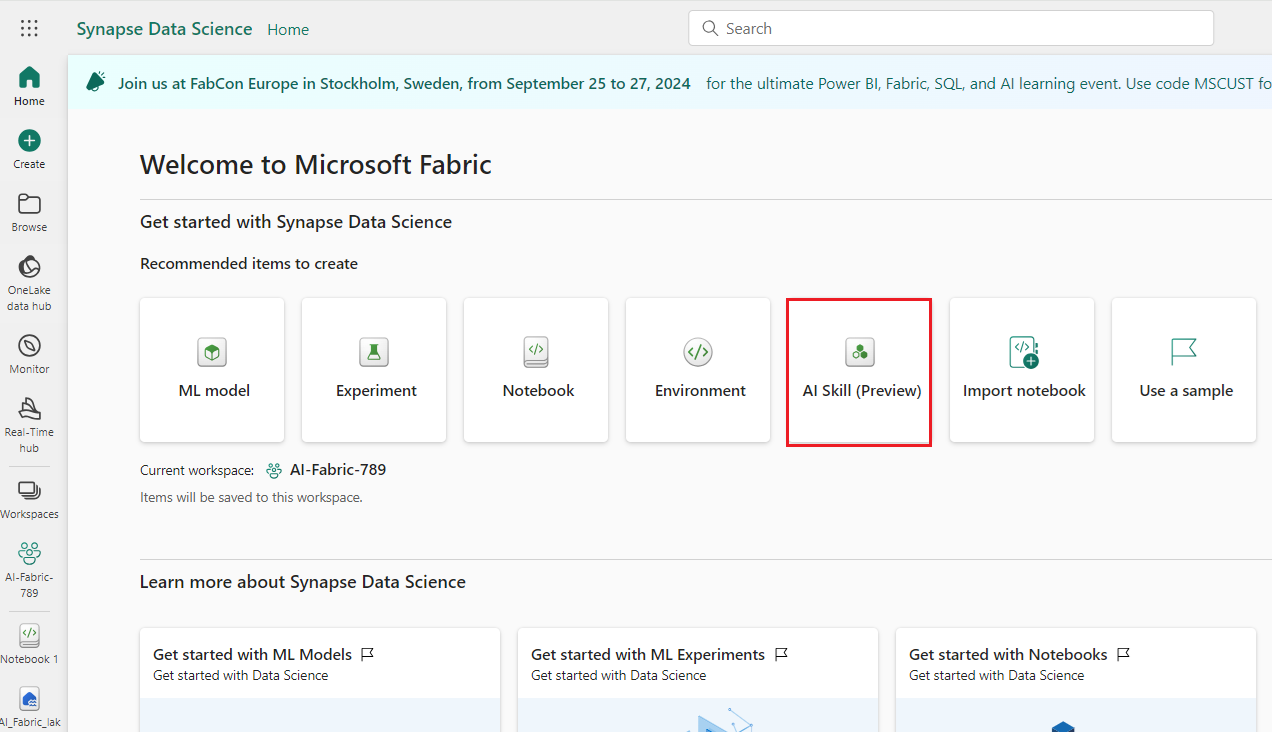 Synapse Data Science Home
Search
Home
Create
Browse
OneLake
data hub
Monitor
Real-Time
hub
Workspaces
AI-Fabric-
789
Notebook 1
AI_Fabric_lak
Join us at FabCon Europe in Stockholm, Sweden, from September 25 to 27, 2024 for the ultimate Power BI, Fabric, SQL, and AI learning event. Use code MSCUST fo
Welcome to Microsoft Fabric
Get started with Synapse Data Science
Recommended items to create
ML model
Experiment
Notebook
Environment
AI Skill (Preview)
Import notebook
Use a sample
Current workspace: AI-Fabric-789
Items will be saved to this workspace.
Learn more about Synapse Data Science
Get started with ML Models
Get started with Data Science
Get started with ML Experiments
Get started with Data Science
Get started with Notebooks
Get started with Data Science